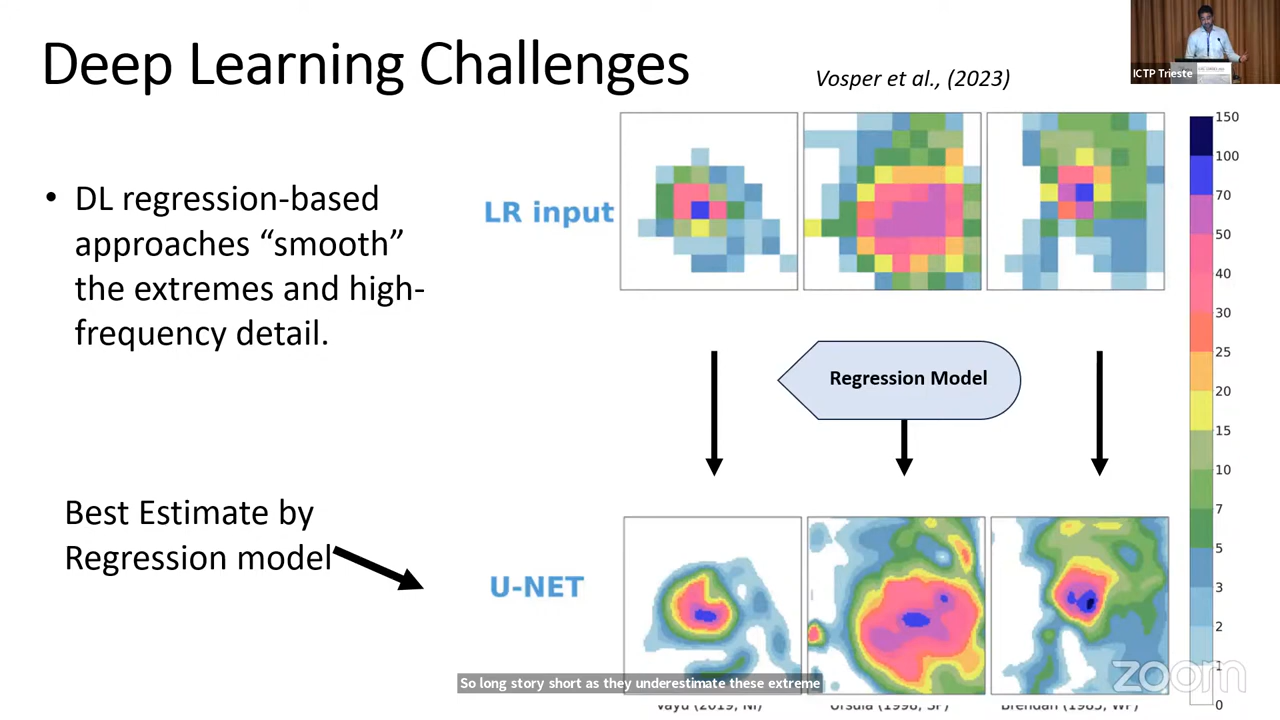 Deep Learning Challenges
Vosper et al., (2023)
ICTP Trieste
• DL regression-based
approaches “smooth”
the extremes and high-
frequency detail.
LR input
Regression Model
Best Estimate by
Regression model
U-NET
150
100
70
50
40
30
25
20
15
10
7
5
3
2
1
0
zoom
So long story short as they underestimate these extreme